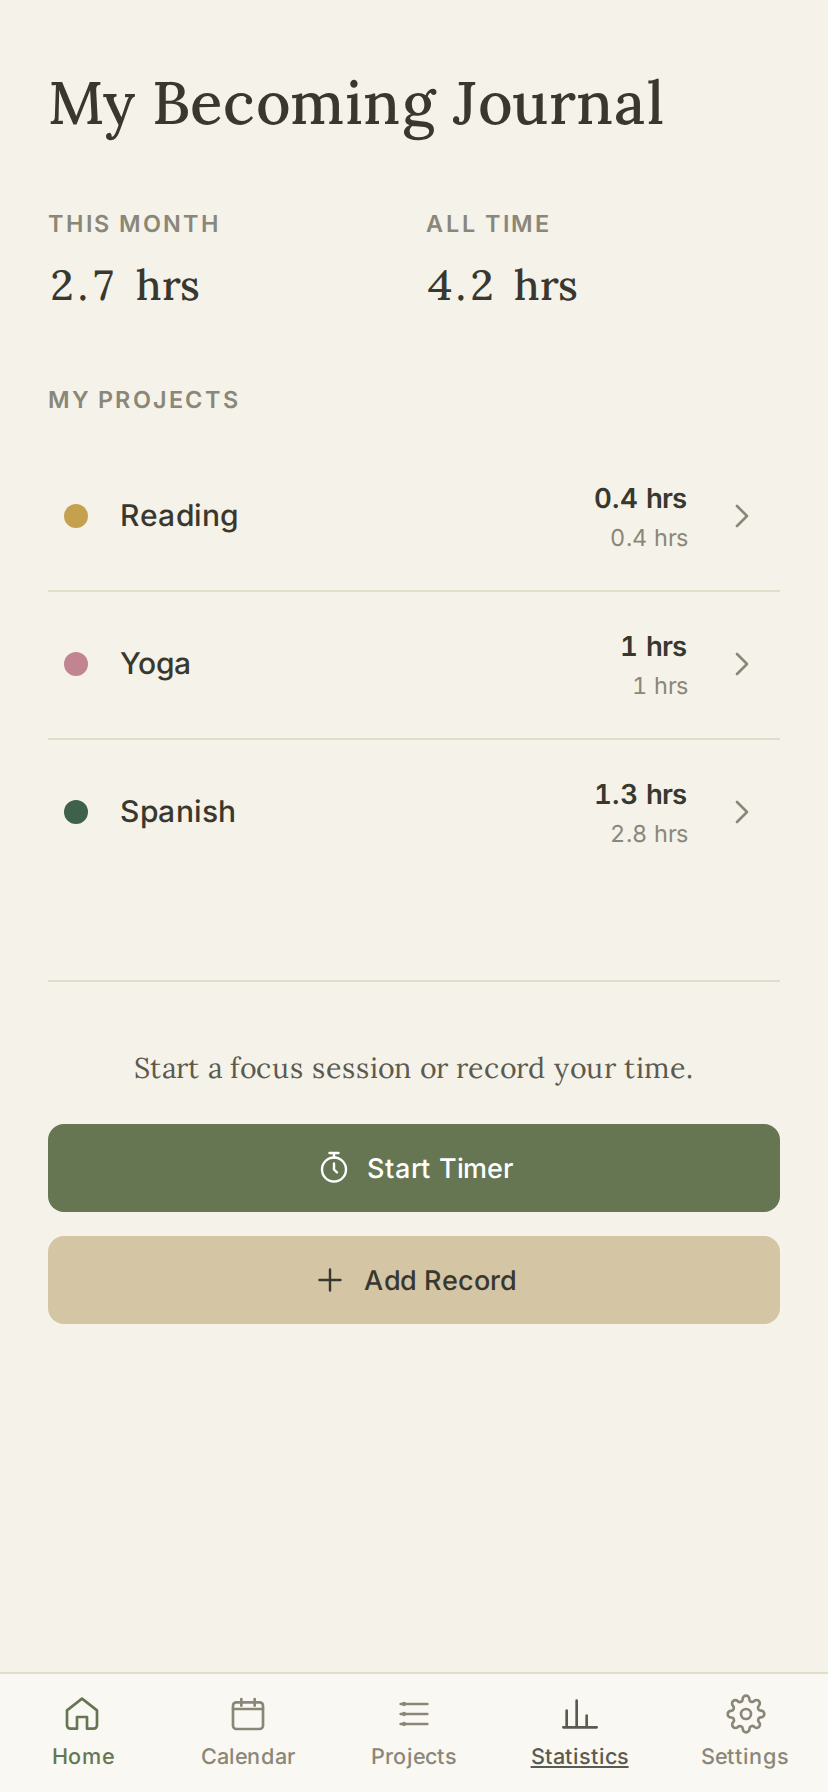 My Becoming Journal
THIS MONTH
2.7 hrs
ALL TIME
4.2 hrs
MY PROJECTS
Reading
0.4 hrs
0.4 hrs
Yoga
1 hrs
1 hrs
Spanish
1.3 hrs
2.8 hrs
Start a focus session or record your time.
Start Timer
Add Record
Home
Calendar
Projects
Statistics
Settings